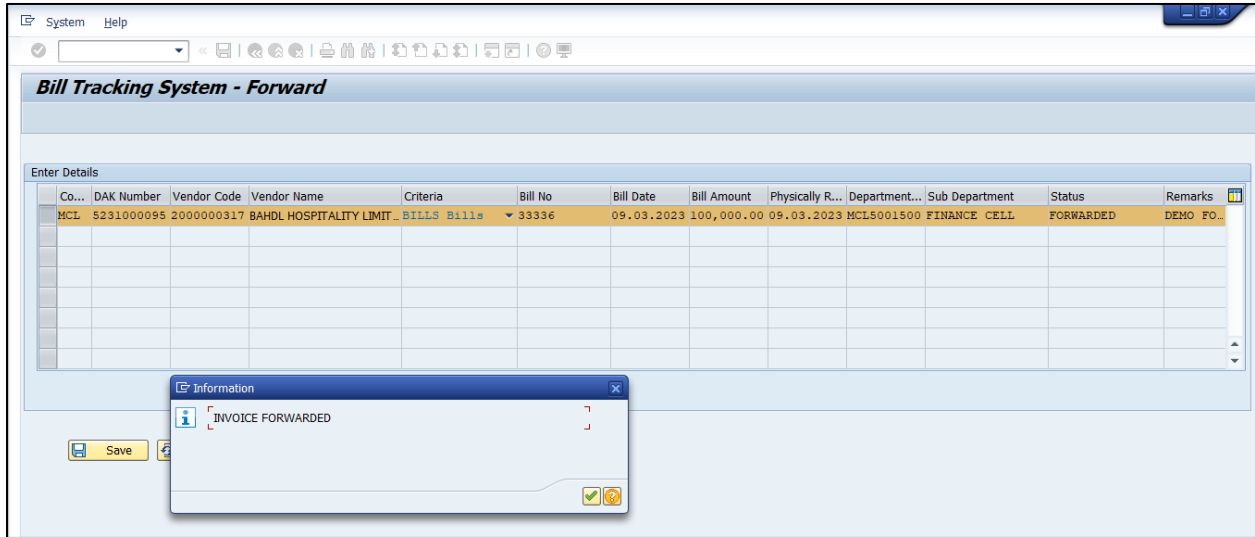 System Help
Bill Tracking System - Forward
Enter Details
Co... DAK Number Vendor Code Vendor Name Criteria Bill No Bill Date Bill Amount Physically R... Department... Sub Department Status Remarks
MCL 5231000095 2000000317 BAHDL HOSPITALITY LIMIT... BILLS Bills 33336 09.03.2023 100,000.00 09.03.2023 MCL5001500 FINANCE CELL FORWARDED DEMO FO...
Information
INVOICE FORWARDED
Save